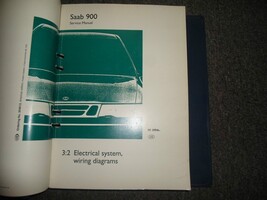 Saab 900
Service Manual
3:2 Electrical system,
wiring diagrams